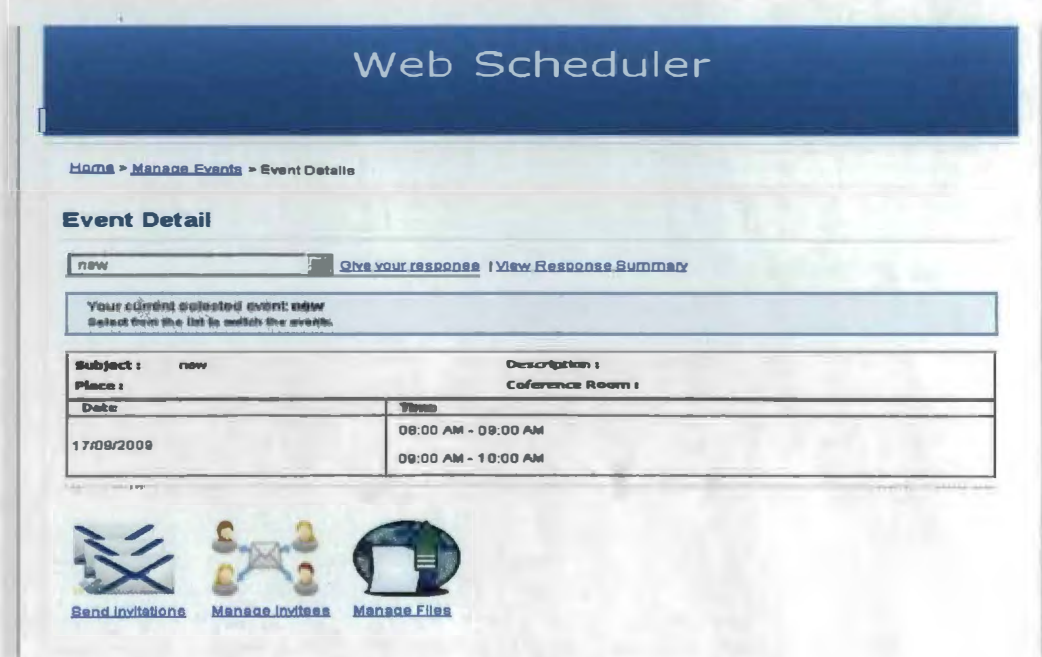 Web Scheduler
Home > Manage Events > Event Details
Event Detail
new Give your response | View Response Summary
Your current selected event: new
Select from the list to switch the events.
Subject : new Description :
Place : Coference Room :
Date Time
17/09/2009 08:00 AM - 09:00 AM
09:00 AM - 10:00 AM
Send Invitations Manage Invitees Manage Files